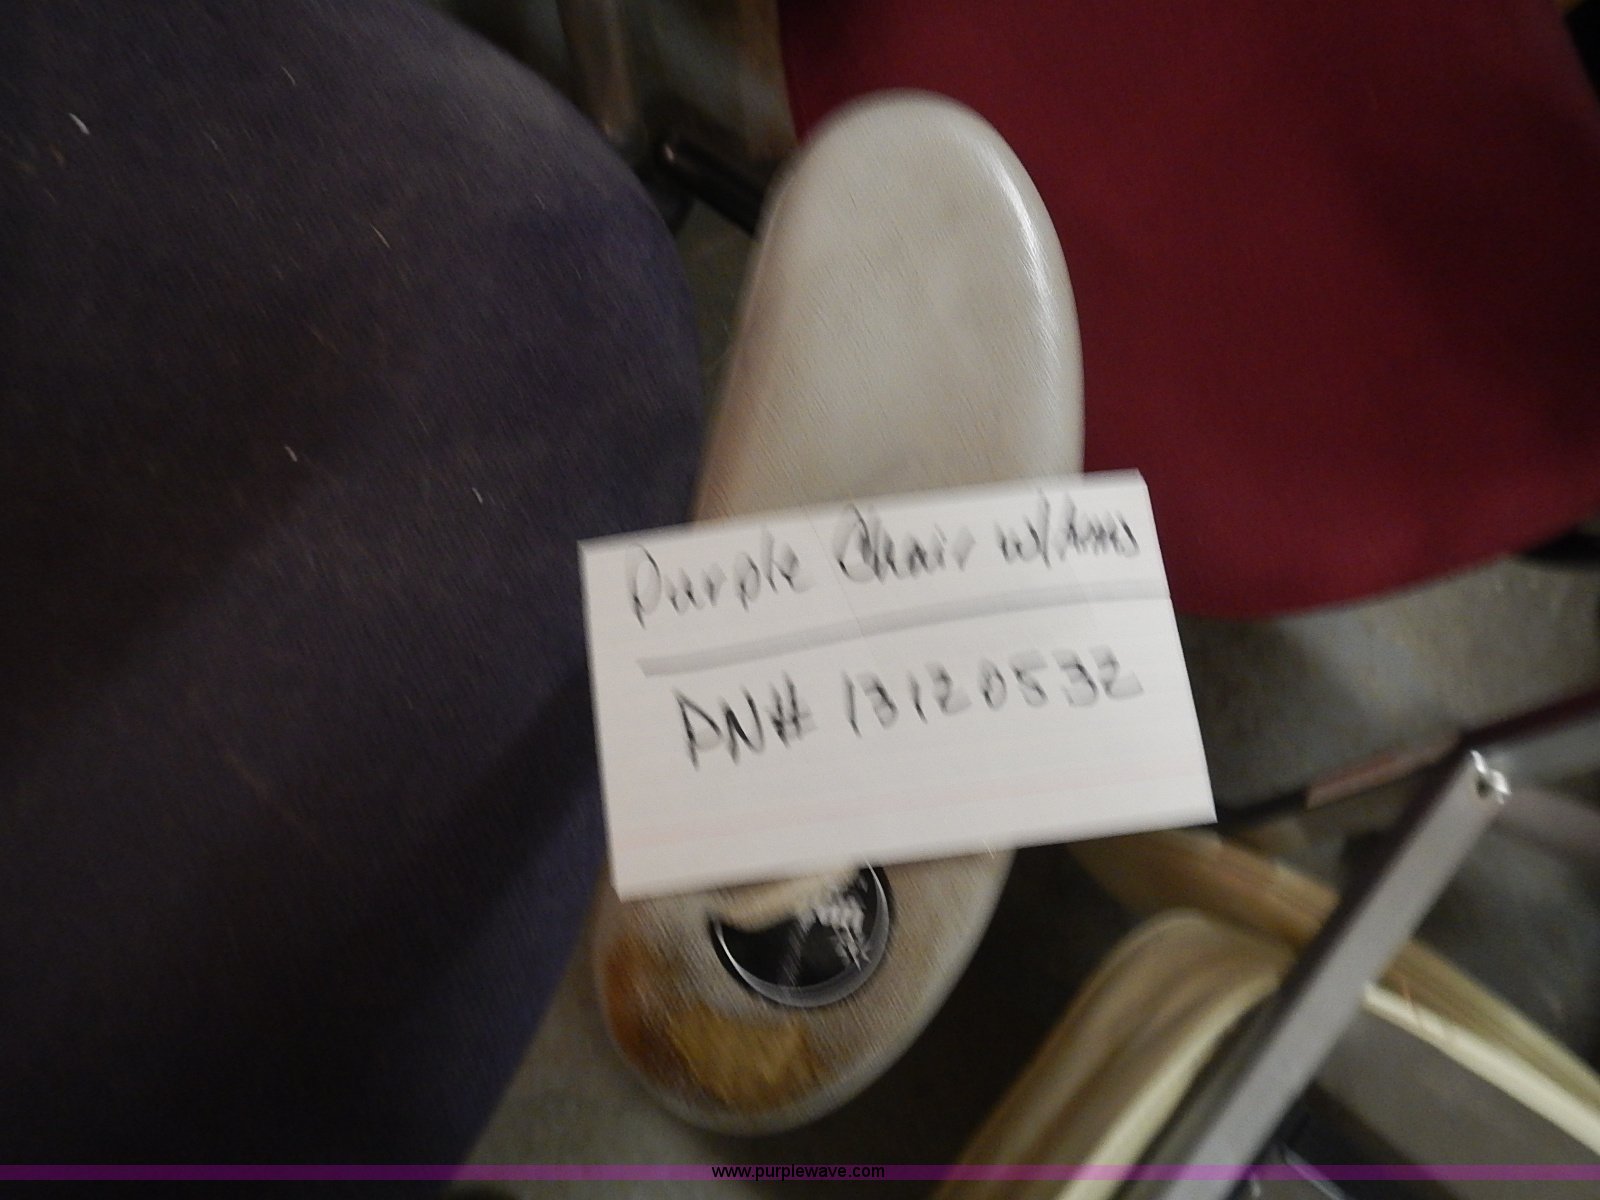 Purple Chair w/Arms
PN# 13120532
www.purplewave.com